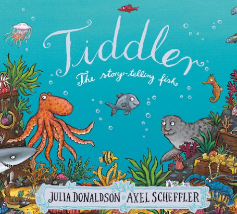 Tiddler
The story-telling fish
JULIA DONALDSON AXEL SCHEFFLER